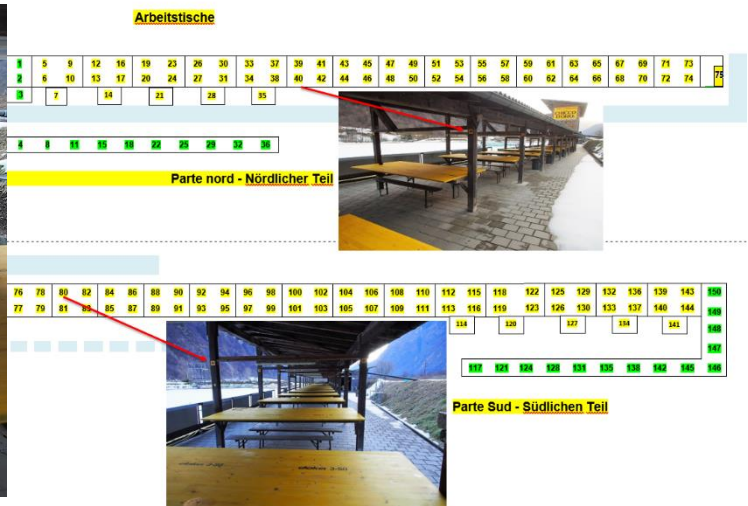 Arbeitstische
1 5 9 12 16 19 23 26 30 33 37 39 41 43 45 47 49 51 53 55 57 59 61 63 65 67 69 71 73
2 6 10 13 17 20 24 27 31 34 38 40 42 44 46 48 50 52 54 56 58 60 62 64 66 68 70 72 74 75
3 7 14 21 28 35
4 8 11 15 18 22 25 29 32 36
Parte nord - Nördlicher Teil
76 78 80 82 84 86 88 90 92 94 96 98 100 102 104 106 108 110 112 115 118 122 125 129 132 136 139 143 150
77 79 81 83 85 87 89 91 93 95 97 99 101 103 105 107 109 111 113 116 119 123 126 130 133 137 140 144 149
114 120 127 134 141 148
147
117 121 124 128 131 135 138 142 145 146
Parte Sud - Südlichen Teil